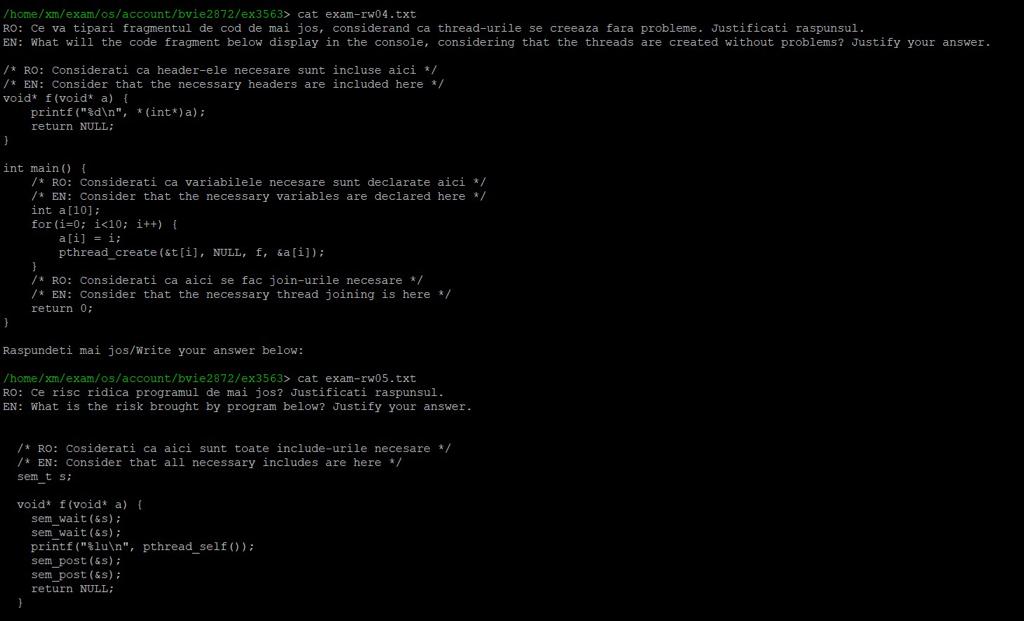 /home/xm/exam/os/account/bvie2872/ex3563> cat exam-rw04.txt
RO: Ce va tipari fragmentul de cod de mai jos, considerand ca thread-urile se creeaza fara probleme. Justificati raspunsul.
EN: What will the code fragment below display in the console, considering that the threads are created without problems? Justify your answer.
/* RO: Considerati ca header-ele necesare sunt incluse aici */
/* EN: Consider that the necessary headers are included here */
void* f(void* a) {
    printf("%d\n", *(int*)a);
    return NULL;
}
int main() {
    /* RO: Considerati ca variabilele necesare sunt declarate aici */
    /* EN: Consider that the necessary variables are declared here */
    int a[10];
    for(i=0; i<10; i++) {
        a[i] = i;
        pthread_create(&t[i], NULL, f, &a[i]);
    }
    /* RO: Considerati ca aici se fac join-urile necesare */
    /* EN: Consider that the necessary thread joining is here */
    return 0;
}
Raspundeti mai jos/Write your answer below:
/home/xm/exam/os/account/bvie2872/ex3563> cat exam-rw05.txt
RO: Ce risc ridica programul de mai jos? Justificati raspunsul.
EN: What is the risk brought by program below? Justify your answer.
  /* RO: Cosiderati ca aici sunt toate include-urile necesare */
  /* EN: Consider that all necessary includes are here */
  sem_t s;
  void* f(void* a) {
    sem_wait(&s);
    sem_wait(&s);
    printf("%lu\n", pthread_self());
    sem_post(&s);
    sem_post(&s);
    return NULL;
  }